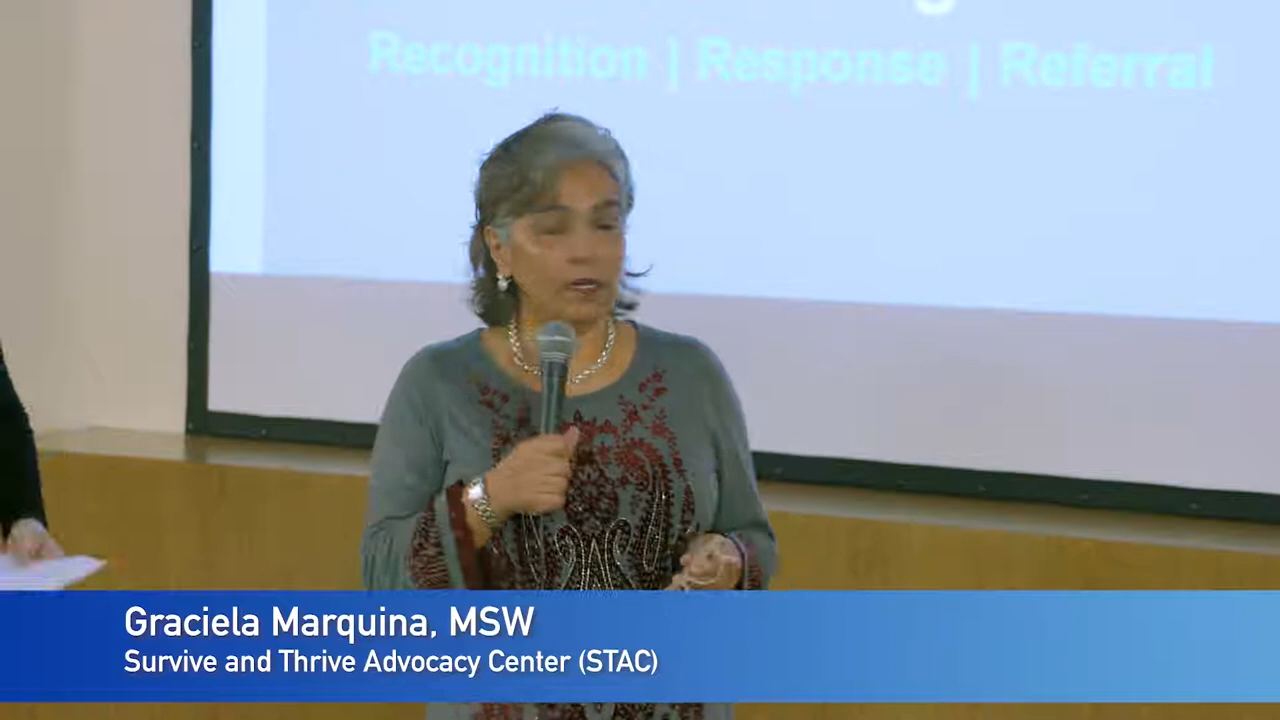 Recognition | Response | Referral
Graciela Marquina, MSW
Survive and Thrive Advocacy Center (STAC)